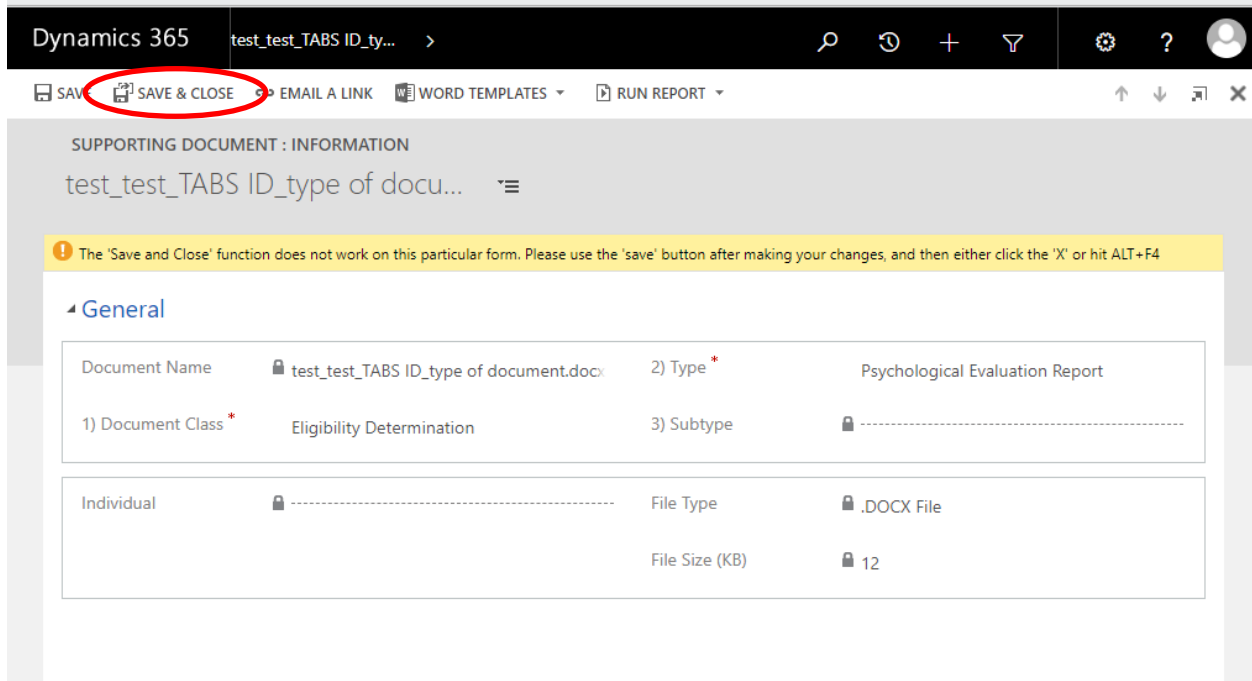 Dynamics 365 test_test_TABS ID_ty... >
SAVE SAVE & CLOSE EMAIL A LINK WORD TEMPLATES RUN REPORT
SUPPORTING DOCUMENT : INFORMATION
test_test_TABS ID_type of docu...
The 'Save and Close' function does not work on this particular form. Please use the 'save' button after making your changes, and then either click the 'X' or hit ALT+F4
General
Document Name test_test_TABS ID_type of document.docx 2) Type * Psychological Evaluation Report
1) Document Class * Eligibility Determination 3) Subtype
Individual File Type .DOCX File
File Size (KB) 12